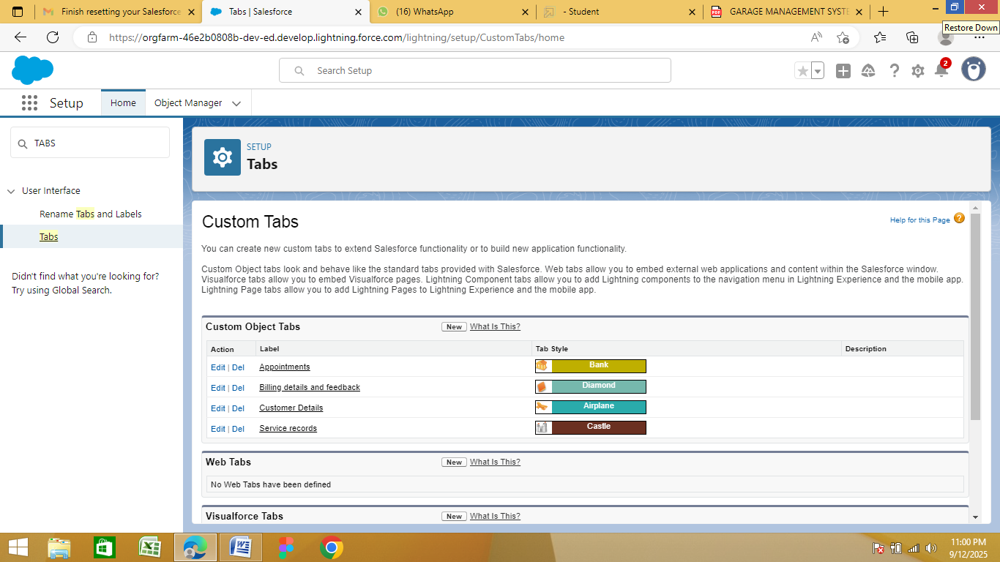 Finish resetting your Salesforce
Tabs | Salesforce
(16) WhatsApp
- Student
GARAGE MANAGEMENT SYSTE
Restore Down
https://orgfarm-46e2b0808b-dev-ed.develop.lightning.force.com/lightning/setup/CustomTabs/home
Search Setup
2
Setup
Home
Object Manager
TABS
User Interface
Rename Tabs and Labels
Tabs
Didn't find what you're looking for?
Try using Global Search.
SETUP
Tabs
Custom Tabs
Help for this Page
You can create new custom tabs to extend Salesforce functionality or to build new application functionality.
Custom Object tabs look and behave like the standard tabs provided with Salesforce. Web tabs allow you to embed external web applications and content within the Salesforce window.
Visualforce tabs allow you to embed Visualforce pages. Lightning Component tabs allow you to add Lightning components to the navigation menu in Lightning Experience and the mobile app.
Lightning Page tabs allow you to add Lightning Pages to Lightning Experience and the mobile app.
Custom Object Tabs New What Is This?
Action Label Tab Style Description
Edit | Del Appointments Bank
Edit | Del Billing details and feedback Diamond
Edit | Del Customer Details Airplane
Edit | Del Service records Castle
Web Tabs New What Is This?
No Web Tabs have been defined
Visualforce Tabs New What Is This?
11:00 PM
9/12/2025